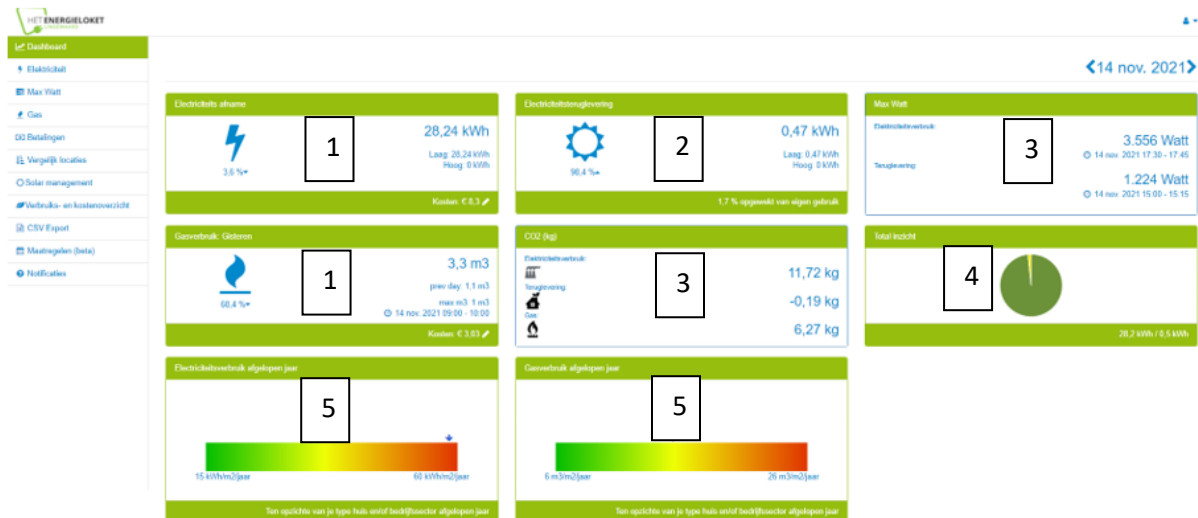 HET ENERGIELOKET
Dashboard
Elektriciteit
Max Watt
Gas
Betalingen
Vergelijk locaties
Solar management
Verbruiks- en kostenoverzicht
CSV Export
Maatregelen (beta)
Notificaties
14 nov. 2021
Electriciteits afname
1
28,24 kWh
Laag: 28,24 kWh
Hoog: 0 kWh
3,6 %
Kosten: € 8,3
Electriciteitsteruglevering
2
0,47 kWh
Laag: 0,47 kWh
Hoog: 0 kWh
98,4 %
1,7 % opgewekt van eigen gebruik
Max Watt
Elektriciteitsverbruik:
3
3.556 Watt
14 nov 2021 17:30 - 17:45
Teruglevering:
1.224 Watt
14 nov 2021 15:00 - 15:15
Gasverbruik: Gisteren
1
3,3 m3
prev day: 1,1 m3
max m3: 1 m3
14 nov. 2021 09:00 - 10:00
68,4 %
Kosten: € 3,03
CO2 (kg)
Elektriciteitsverbruik:
3
11,72 kg
Teruglevering:
-0,19 kg
Gas:
6,27 kg
Total inzicht
4
28,2 kWh / 0,5 kWh
Electriciteitsverbruik afgelopen jaar
5
15 kWh/m2/jaar
60 kWh/m2/jaar
Ten opzichte van je type huis en/of bedrijfssector afgelopen jaar
Gasverbruik afgelopen jaar
5
6 m3/m2/jaar
26 m3/m2/jaar
Ten opzichte van je type huis en/of bedrijfssector afgelopen jaar